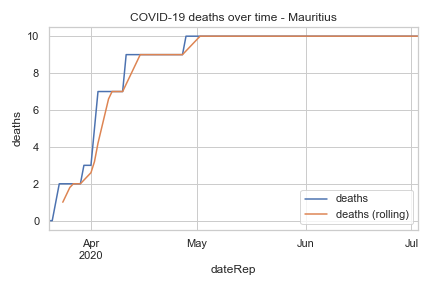 COVID-19 deaths over time - Mauritius
deaths
10
8
6
4
2
0
Apr
2020
May
Jun
Jul
dateRep
deaths
deaths (rolling)